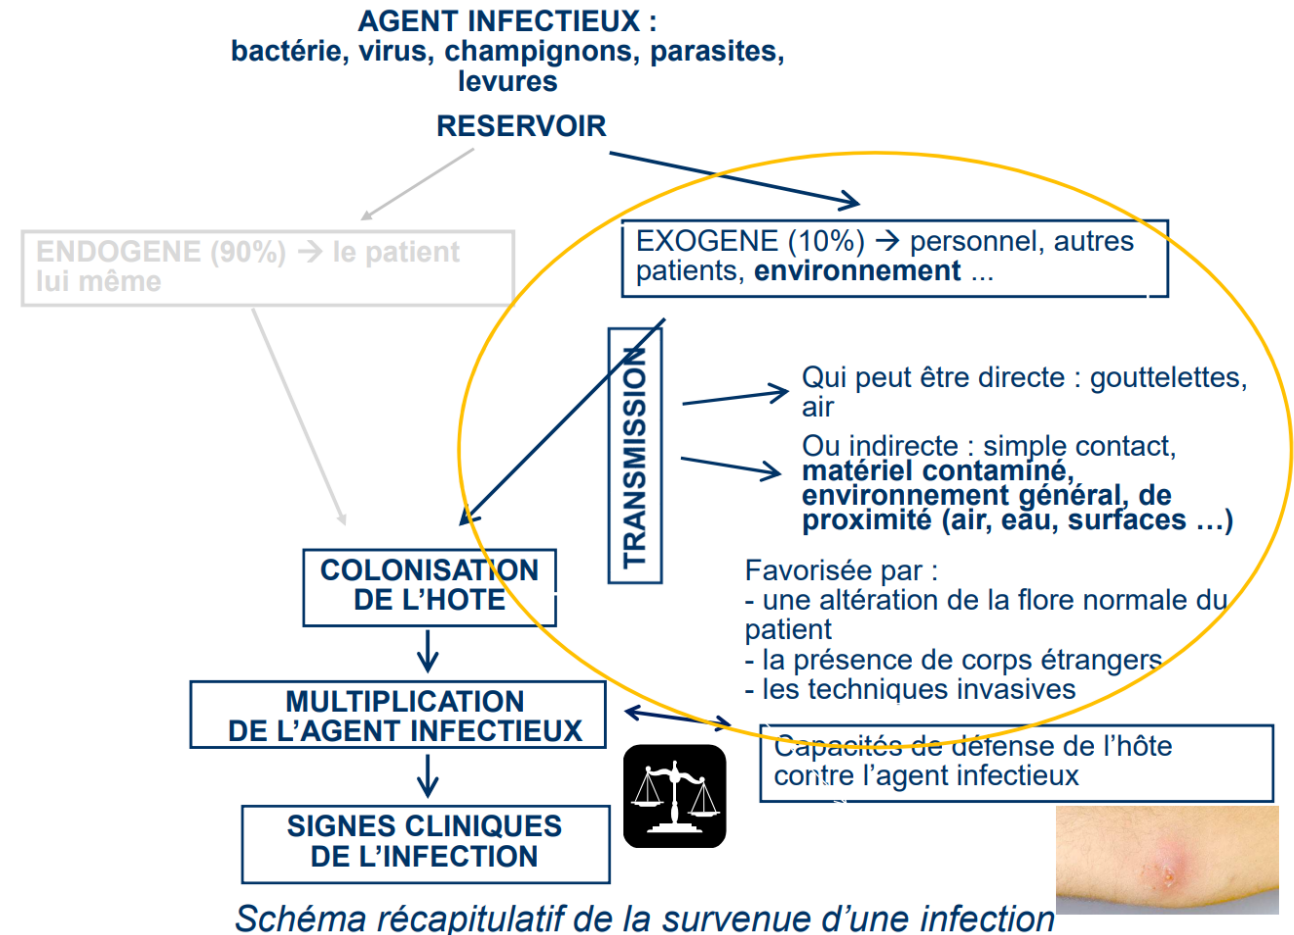 AGENT INFECTIEUX :
bactérie, virus, champignons, parasites,
levures
RESERVOIR
ENDOGENE (90%) → le patient
lui même
EXOGENE (10%) → personnel, autres
patients, environnement ...
TRANSMISSION
Qui peut être directe : gouttelettes,
air
Ou indirecte : simple contact,
matériel contaminé,
environnement général, de
proximité (air, eau, surfaces ...)
COLONISATION
DE L'HOTE
Favorisée par :
- une altération de la flore normale du
patient
- la présence de corps étrangers
- les techniques invasives
MULTIPLICATION
DE L'AGENT INFECTIEUX
Capacités de défense de l'hôte
contre l'agent infectieux
SIGNES CLINIQUES
DE L'INFECTION
Schéma récapitulatif de la survenue d'une infection